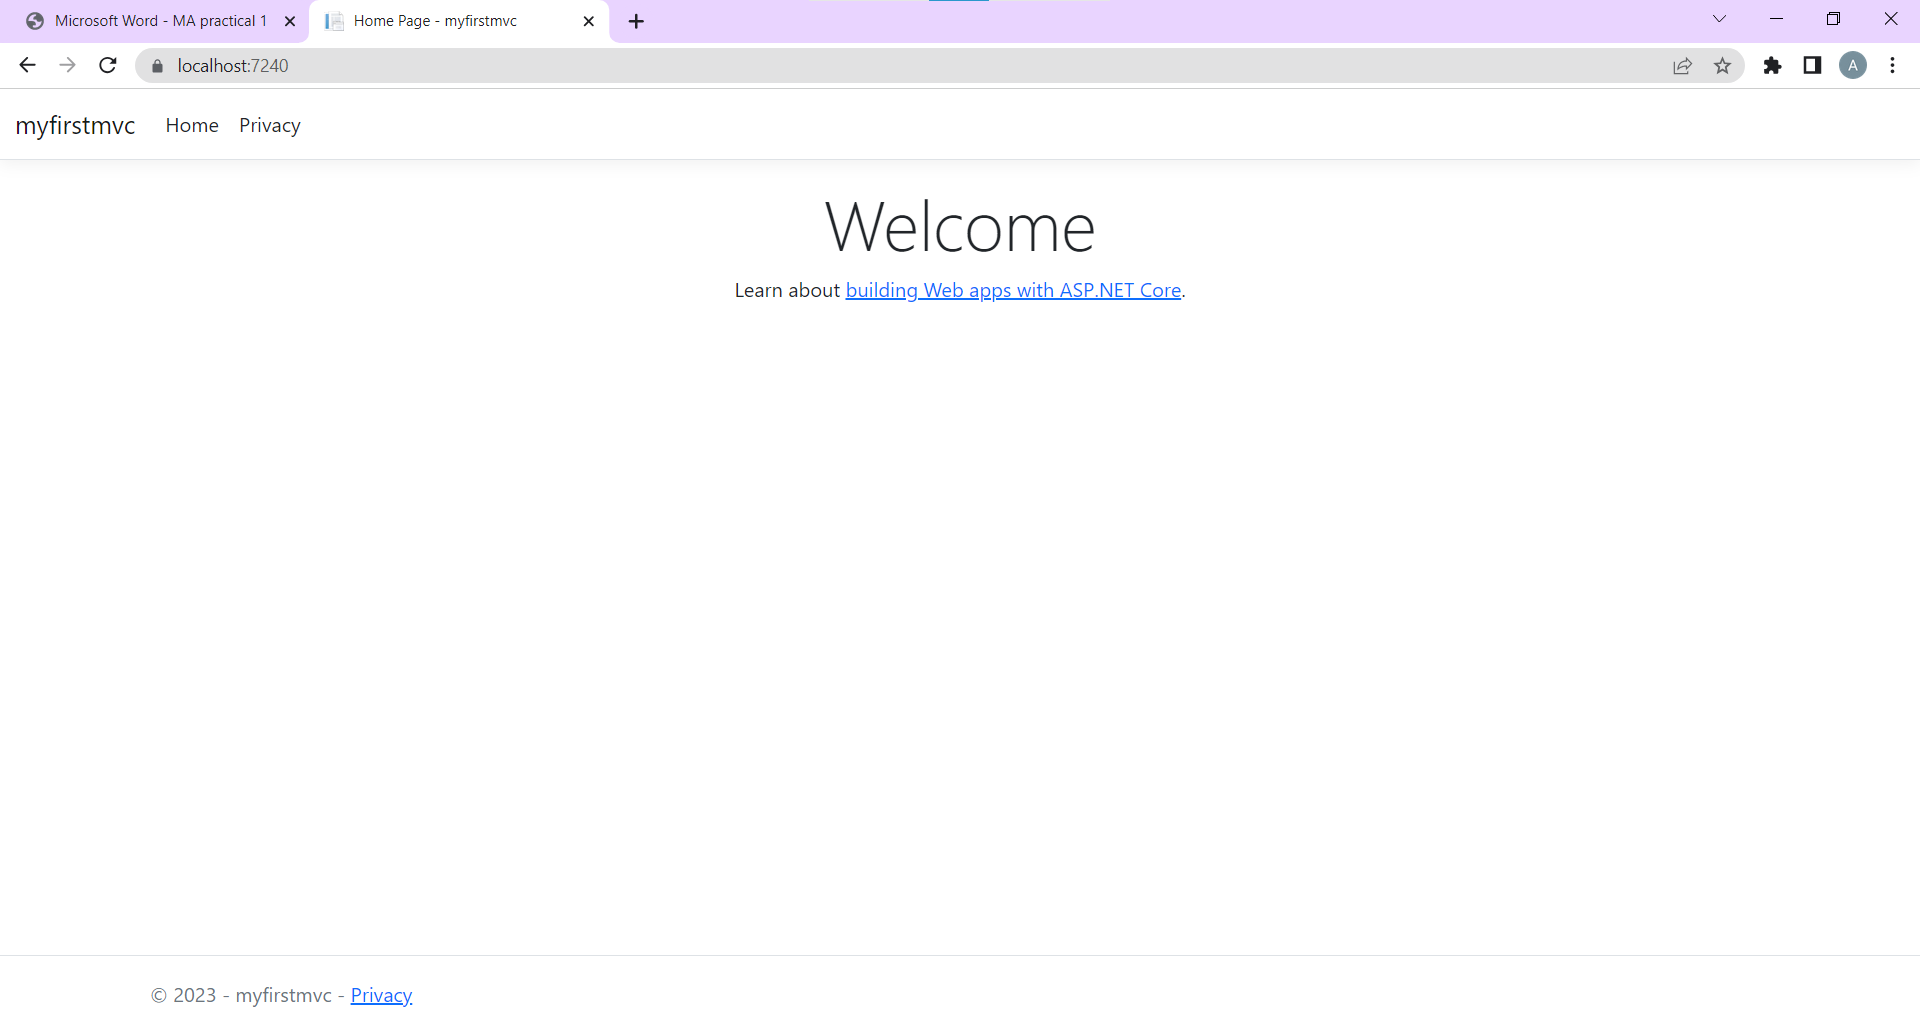 Microsoft Word - MA practical 1
Home Page - myfirstmvc
localhost:7240
A
myfirstmvc Home Privacy
Welcome
Learn about building Web apps with ASP.NET Core.
© 2023 - myfirstmvc - Privacy